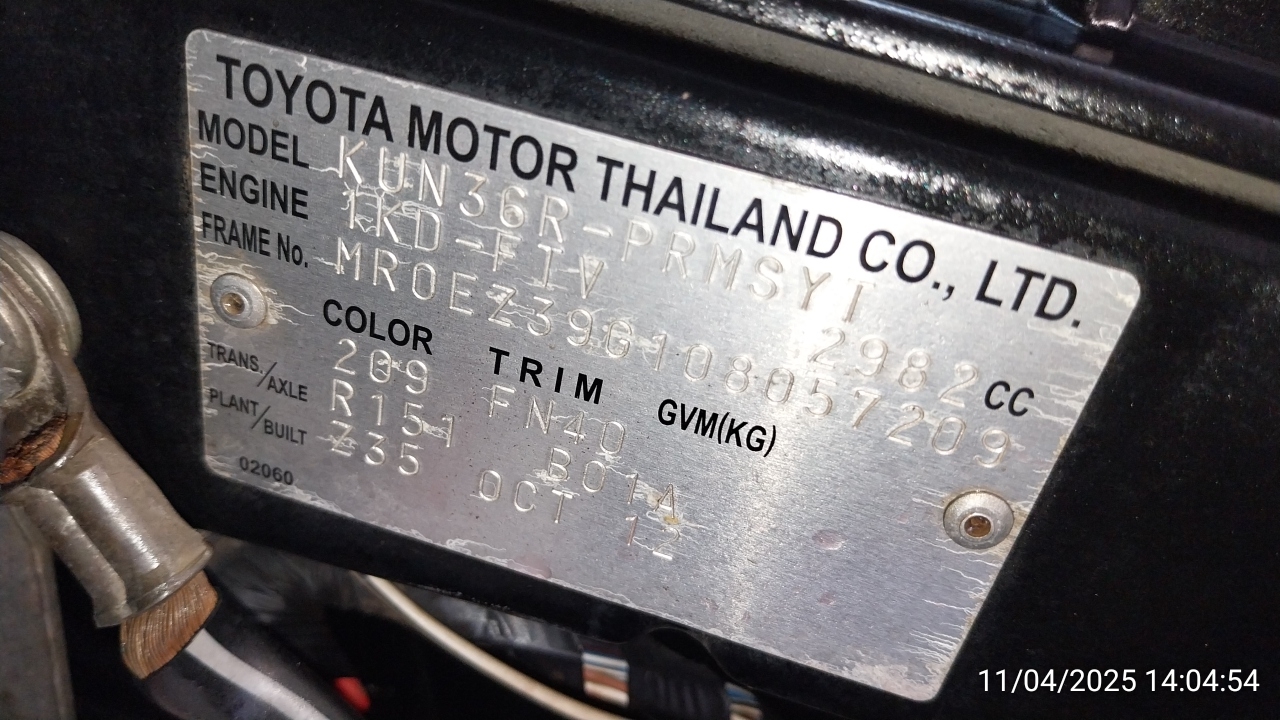 TOYOTA MOTOR THAILAND CO., LTD.
MODEL KUN36R-PRMSYT
ENGINE 1KD-FTV 2982 CC
FRAME No. MR0EZ39G108057209
COLOR TRIM GVM(KG)
209 FN40
TRANS./AXLE R151 B01A
PLANT/BUILT Z35 OCT 12
02060
11/04/2025 14:04:54